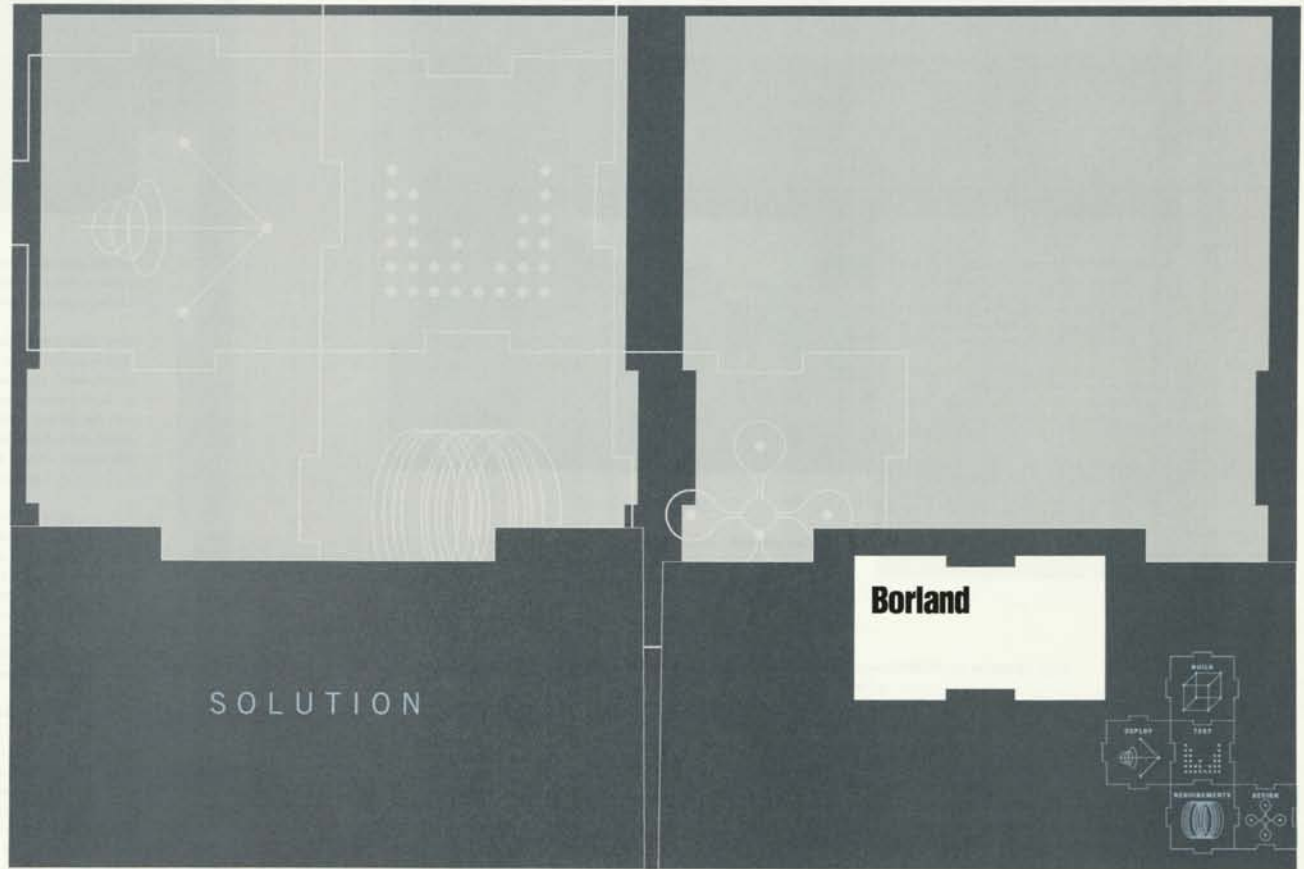 SOLUTION
Borland
BUILD
DEPLOY
TEST
REQUIREMENTS
DESIGN